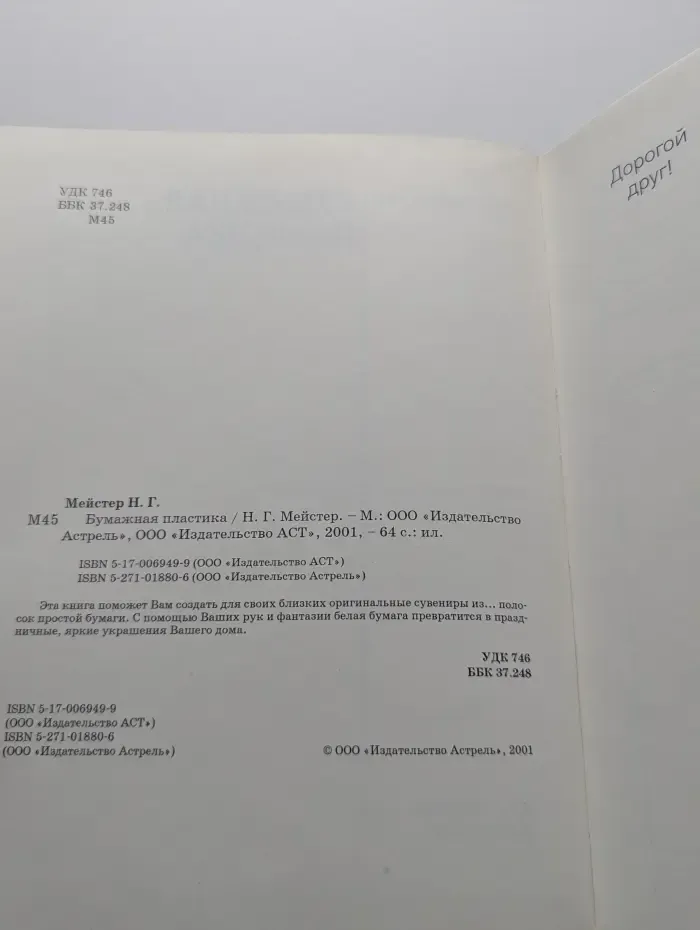 УДК 746
ББК 37.248
М45
Мейстер Н. Г.
М45 Бумажная пластика / Н. Г. Мейстер. – М.: ООО «Издательство
Астрель», ООО «Издательство АСТ», 2001, – 64 с.: ил.
ISBN 5-17-006949-9 (ООО «Издательство АСТ»)
ISBN 5-271-01880-6 (ООО «Издательство Астрель»)
Эта книга поможет Вам создать для своих близких оригинальные сувениры из... поло-
сок простой бумаги. С помощью Ваших рук и фантазии белая бумага превратится в празд-
ничные, яркие украшения Вашего дома.
УДК 746
ББК 37.248
ISBN 5-17-006949-9
(ООО «Издательство АСТ»)
ISBN 5-271-01880-6
(ООО «Издательство Астрель»)
© ООО «Издательство Астрель», 2001
Дорогой
друг!